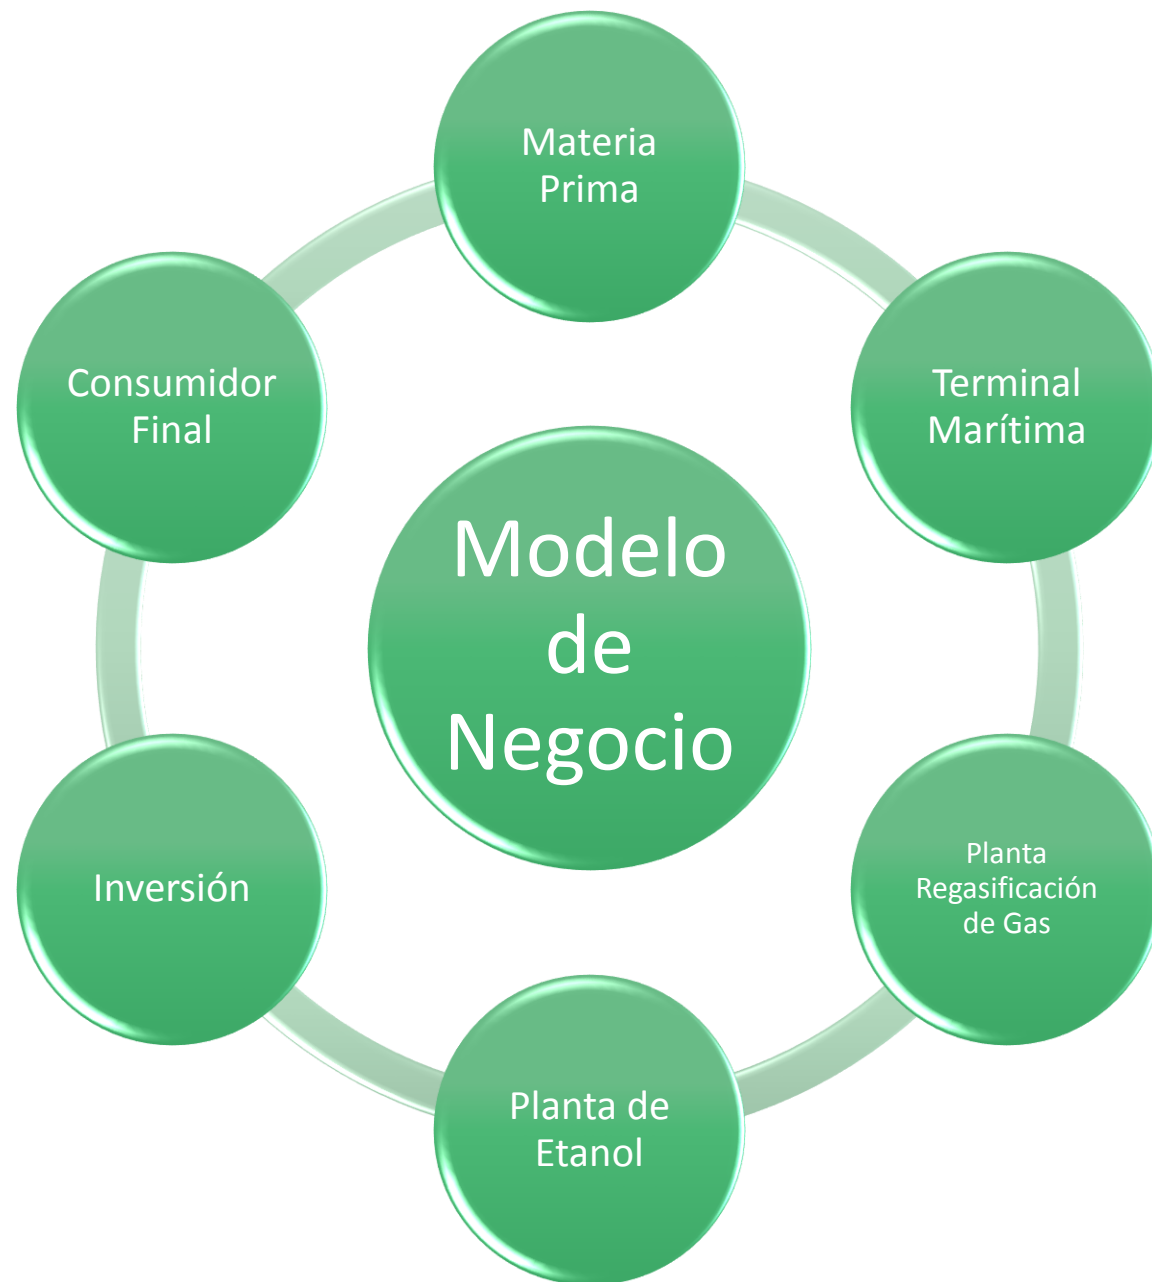 Materia
Prima
Terminal
Marítima
Planta
Regasificación
de Gas
Planta de
Etanol
Inversión
Consumidor
Final
Modelo
de
Negocio